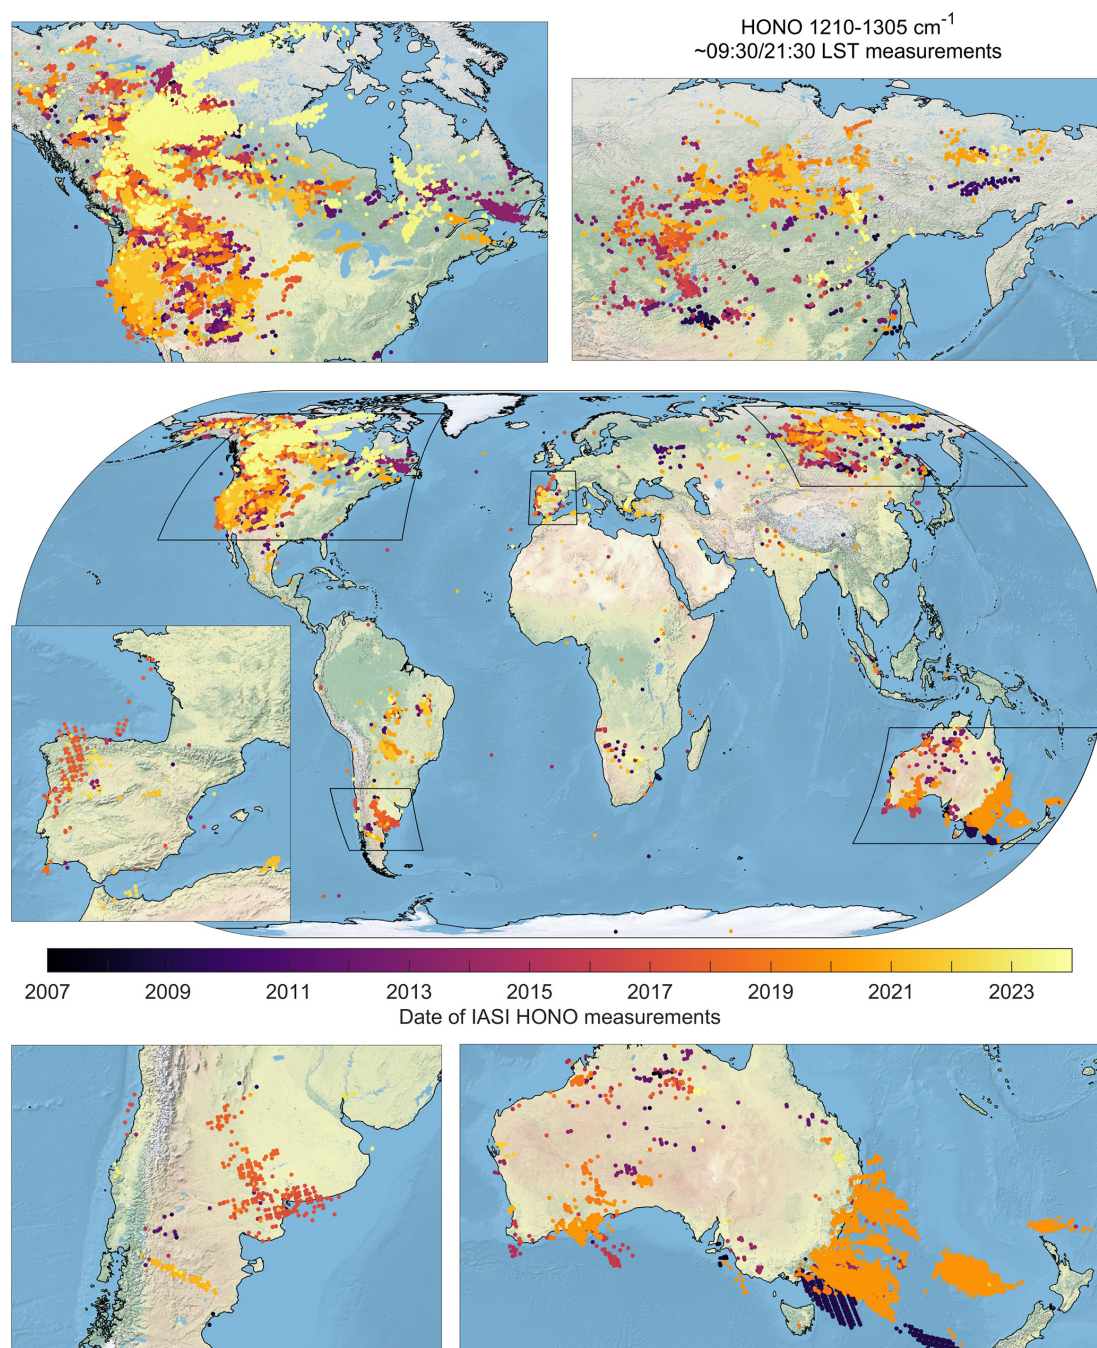 HONO 1210-1305 cm⁻¹
~09:30/21:30 LST measurements
2007 2009 2011 2013 2015 2017 2019 2021 2023
Date of IASI HONO measurements